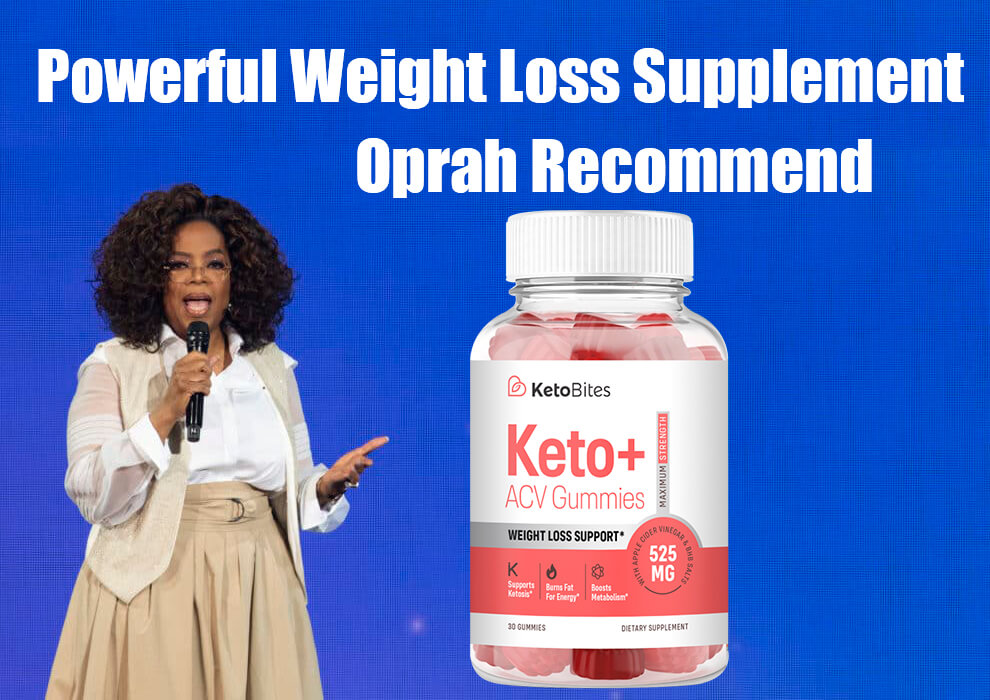 Powerful Weight Loss Supplement
Oprah Recommend
KetoBites
Keto+
ACV Gummies
MAXIMUM STRENGTH
WEIGHT LOSS SUPPORT*
WITH APPLE CIDER VINEGAR & BHB SALTS
525
MG
K
Supports
Ketosis*
Burns Fat
For Energy*
Boosts
Metabolism*
30 GUMMIES
DIETARY SUPPLEMENT